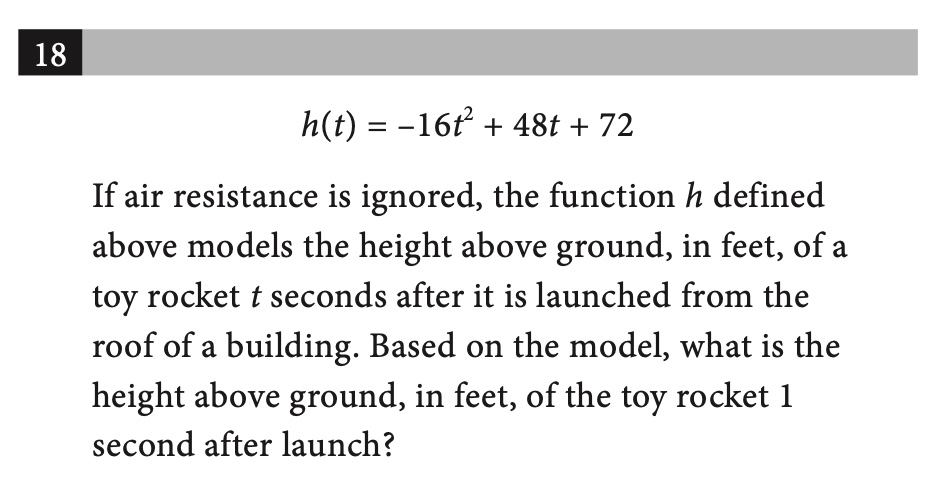 18
h(t) = –16t² + 48t + 72
If air resistance is ignored, the function h defined
above models the height above ground, in feet, of a
toy rocket t seconds after it is launched from the
roof of a building. Based on the model, what is the
height above ground, in feet, of the toy rocket 1
second after launch?